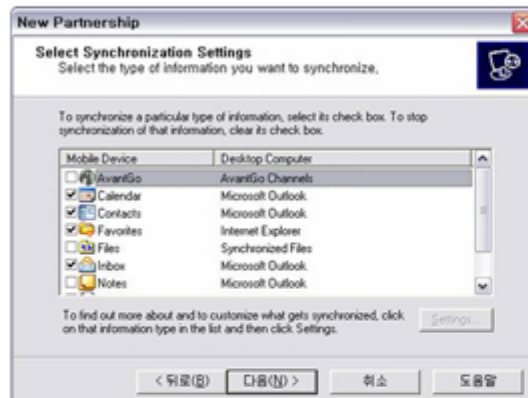 New Partnership
Select Synchronization Settings
Select the type of information you want to synchronize.
To synchronize a particular type of information, select its check box. To stop
synchronization of that information, clear its check box.
Mobile Device Desktop Computer
AvantGo AvantGo Channels
Calendar Microsoft Outlook
Contacts Microsoft Outlook
Favorites Internet Explorer
Files Synchronized Files
Inbox Microsoft Outlook
Notes Microsoft Outlook
To find out more about and to customize what gets synchronized, click
on that information type in the list and then click Settings.
Settings...
< 뒤로(B) 다음(N) > 취소 도움말